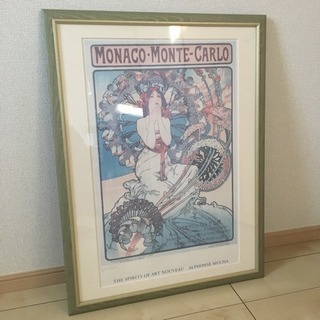 MONACO·MONTE-CARLO
THE SPIRITS OF ART NOUVEAU ALPHONSE MUCHA